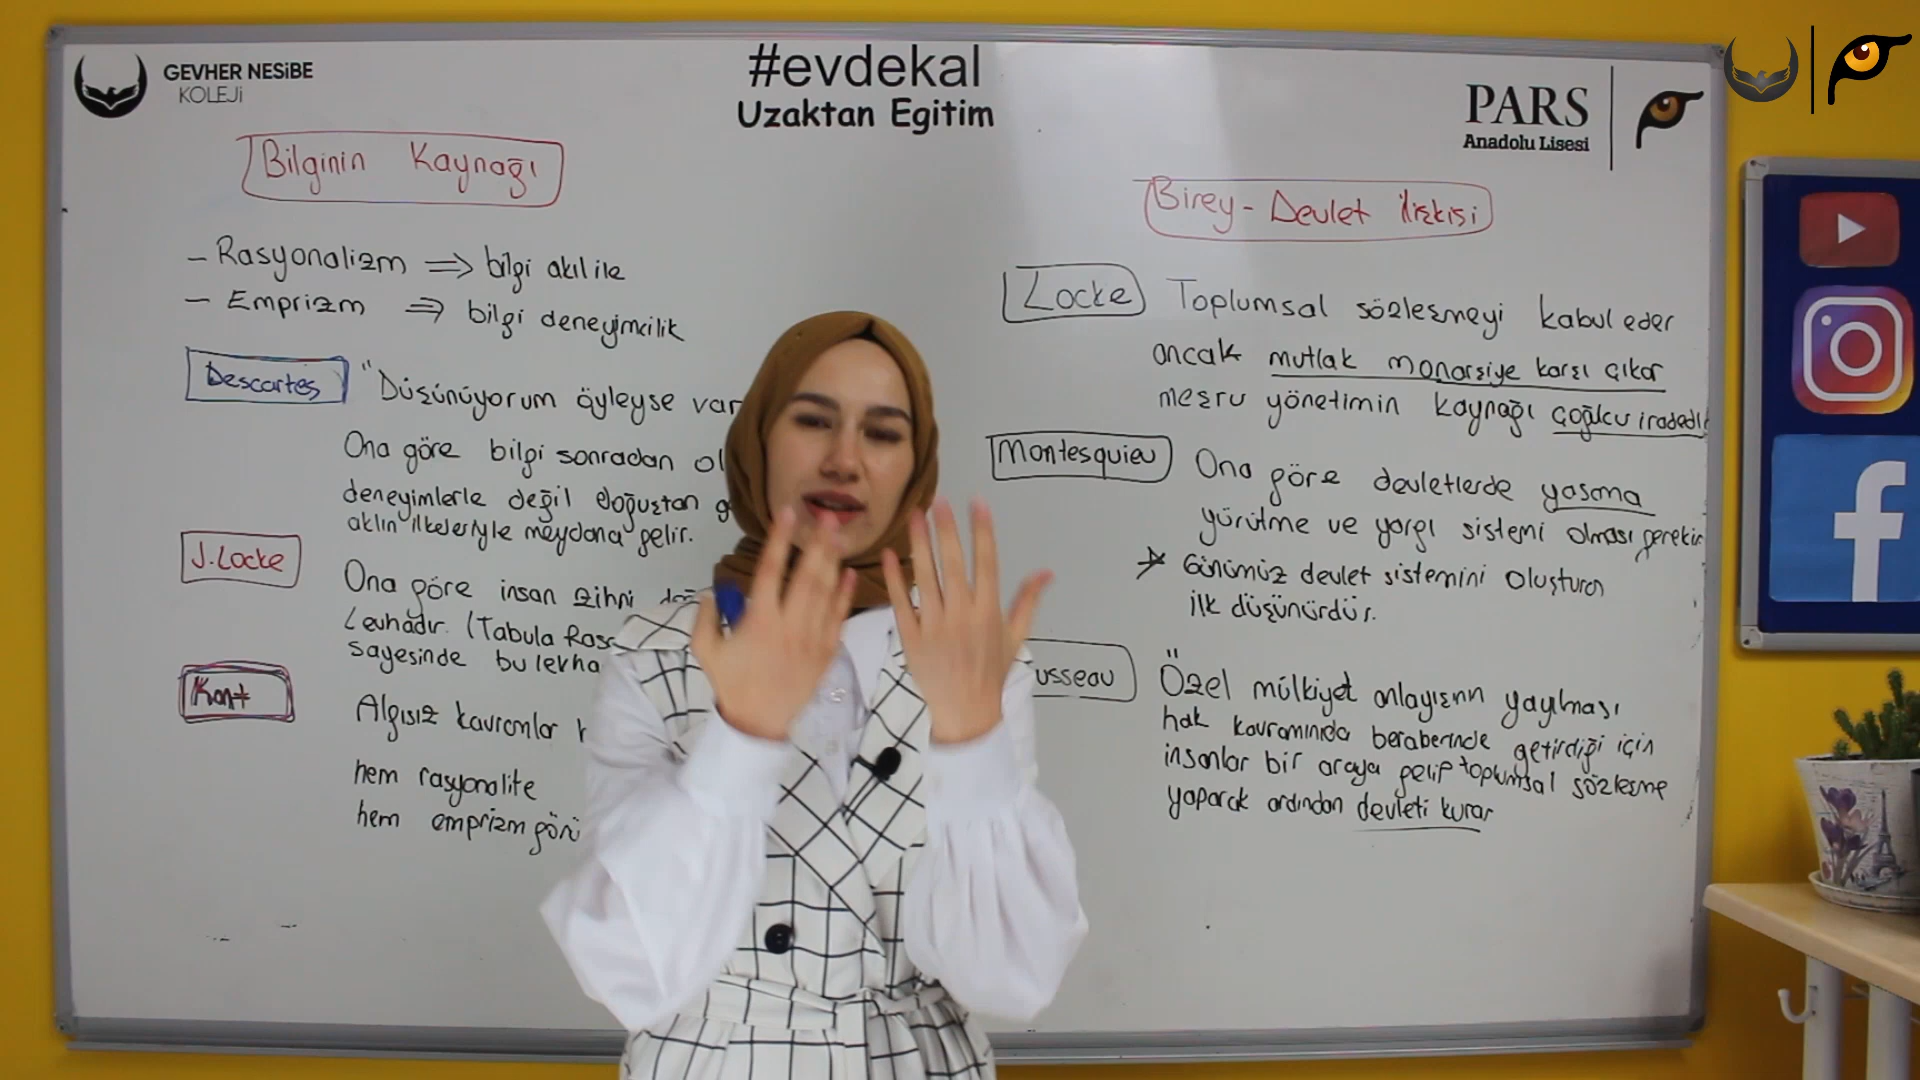 GEVHER NESiBE
KOLEJi
#evdekal
Uzaktan Egitim
PARS
Anadolu Lisesi
Bilginin Kaynağı
- Rasyonalizm => bilgi akıl ile
- Emprizm => bilgi deneyimcilik
Descartes "Düşünüyorum öyleyse var
Ona göre bilgi sonradan
deneyimlerle değil doğuştan
aklın ilkeleriyle meydana gelir.
J.Locke
Ona göre insan zihni
Levhadır. (Tabula Rasa
sayesinde bu levha
Kant
Algısız kavramlar
hem rasyonalite
hem emprizm görü
Birey - Devlet ilişkisi
Locke Toplumsal sözleşmeyi kabul eder
ancak mutlak monarşiye karşı çıkar
meşru yönetimin kaynağı çoğulcu iradedir
Montesquieu Ona göre devletlerde yasama
yürütme ve yargı sistemi olması gerekir
Günümüz devlet sistemini oluşturan
ilk düşünürdür.
usseau
"Özel mülkiyet anlayışının yayılması
hak kavramınıda beraberinde getirdiği için
insanlar bir araya gelip toplumsal sözleşme
yaparak ardından devleti kurar